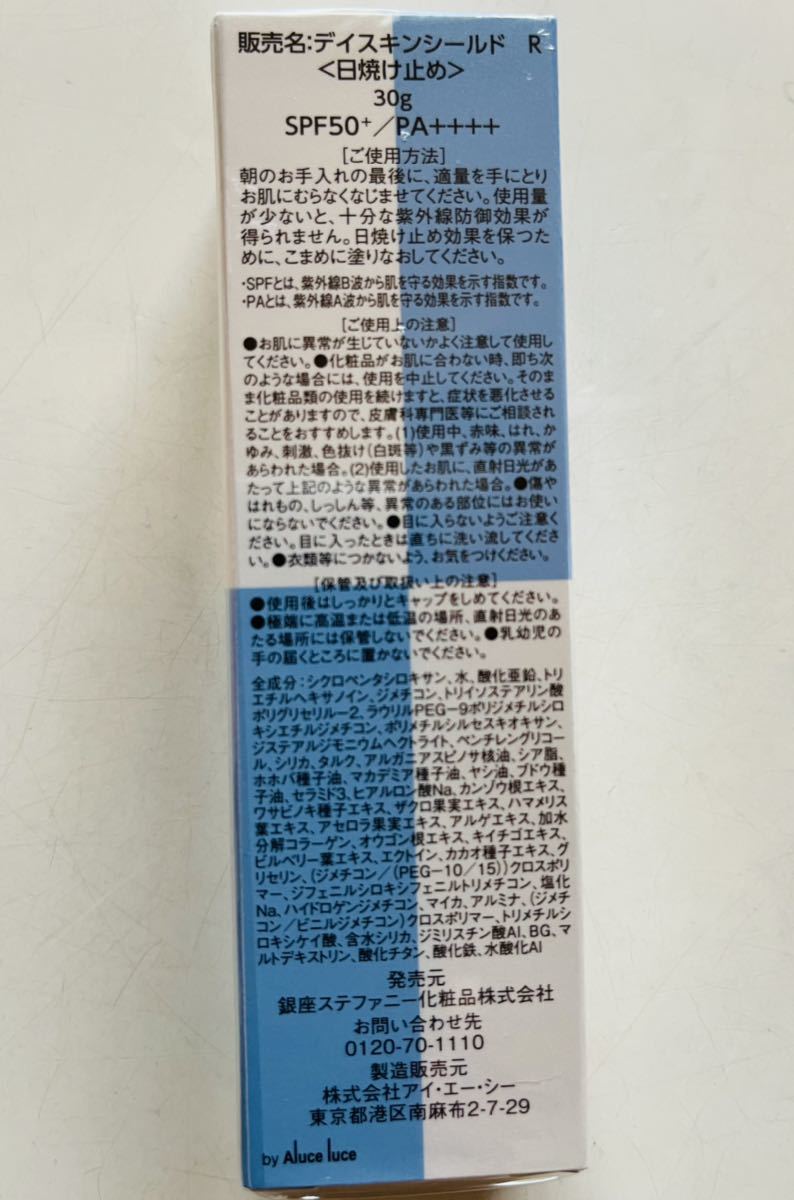 販売名:デイスキンシールド R
<日焼け止め>
30g
SPF50+/PA++++
[ご使用方法]
朝のお手入れの最後に、適量を手にとり
お肌にむらなくなじませてください。使用量
が少ないと、十分な紫外線防御効果が
得られません。日焼け止め効果を保つた
めに、こまめに塗りなおしてください。
・SPFとは、紫外線B波から肌を守る効果を示す指数です。
・PAとは、紫外線A波から肌を守る効果を示す指数です。
[ご使用上の注意]
●お肌に異常が生じていないかよく注意して使用し
てください。●化粧品がお肌に合わない時、即ち次
のような場合には、使用を中止してください。そのま
ま化粧品類の使用を続けますと、症状を悪化させる
ことがありますので、皮膚科専門医等にご相談され
ることをおすすめします。(1)使用中、赤味、はれ、か
ゆみ、刺激、色抜け(白斑等)や黒ずみ等の異常が
あらわれた場合。(2)使用したお肌に、直射日光があ
たって上記のような異常があらわれた場合。●傷や
はれもの、しっしん等、異常のある部位にはお使い
にならないでください。●目に入らないようご注意く
ださい。目に入ったときは直ちに洗い流してくださ
い。●衣類等につかないよう、お気をつけください。
[保管及び取扱い上の注意]
●使用後はしっかりとキャップをしめてください。
●極端に高温または低温の場所、直射日光のあ
たる場所には保管しないでください。●乳幼児の
手の届くところに置かないでください。
全成分:シクロペンタシロキサン、水、酸化亜鉛、トリ
エチルヘキサノイン、ジメチコン、トリイソステアリン酸
ポリグリセリル-2、ラウリルPEG-9ポリジメチルシロ
キシエチルジメチコン、ポリメチルシルセスキオキサン、
ジステアルジモニウムヘクトライト、ペンチレングリコー
ル、シリカ、タルク、アルガニアスピノサ核油、シア脂、
ホホバ種子油、マカデミア種子油、ヤシ油、ブドウ種
子油、セラミド3、ヒアルロン酸Na、カンゾウ根エキス、
ワサビノキ種子エキス、ザクロ果実エキス、ハマメリス
葉エキス、アセロラ果実エキス、アルゲエキス、加水
分解コラーゲン、オウゴン根エキス、キイチゴエキス、
ビルベリー葉エキス、エクトイン、カカオ種子エキス、グ
リセリン、(ジメチコン/(PEG-10/15))クロスポリ
マー、ジフェニルシロキシフェニルトリメチコン、塩化
Na、ハイドロゲンジメチコン、マイカ、アルミナ、(ジメチ
コン/ビニルジメチコン)クロスポリマー、トリメチルシ
ロキシケイ酸、含水シリカ、ジミリスチン酸Al、BG、マ
ルトデキストリン、酸化チタン、酸化鉄、水酸化Al
発売元
銀座ステファニー化粧品株式会社
お問い合わせ先
0120-70-1110
製造販売元
株式会社アイ・エー・シー
東京都港区南麻布2-7-29
by Aluce luce